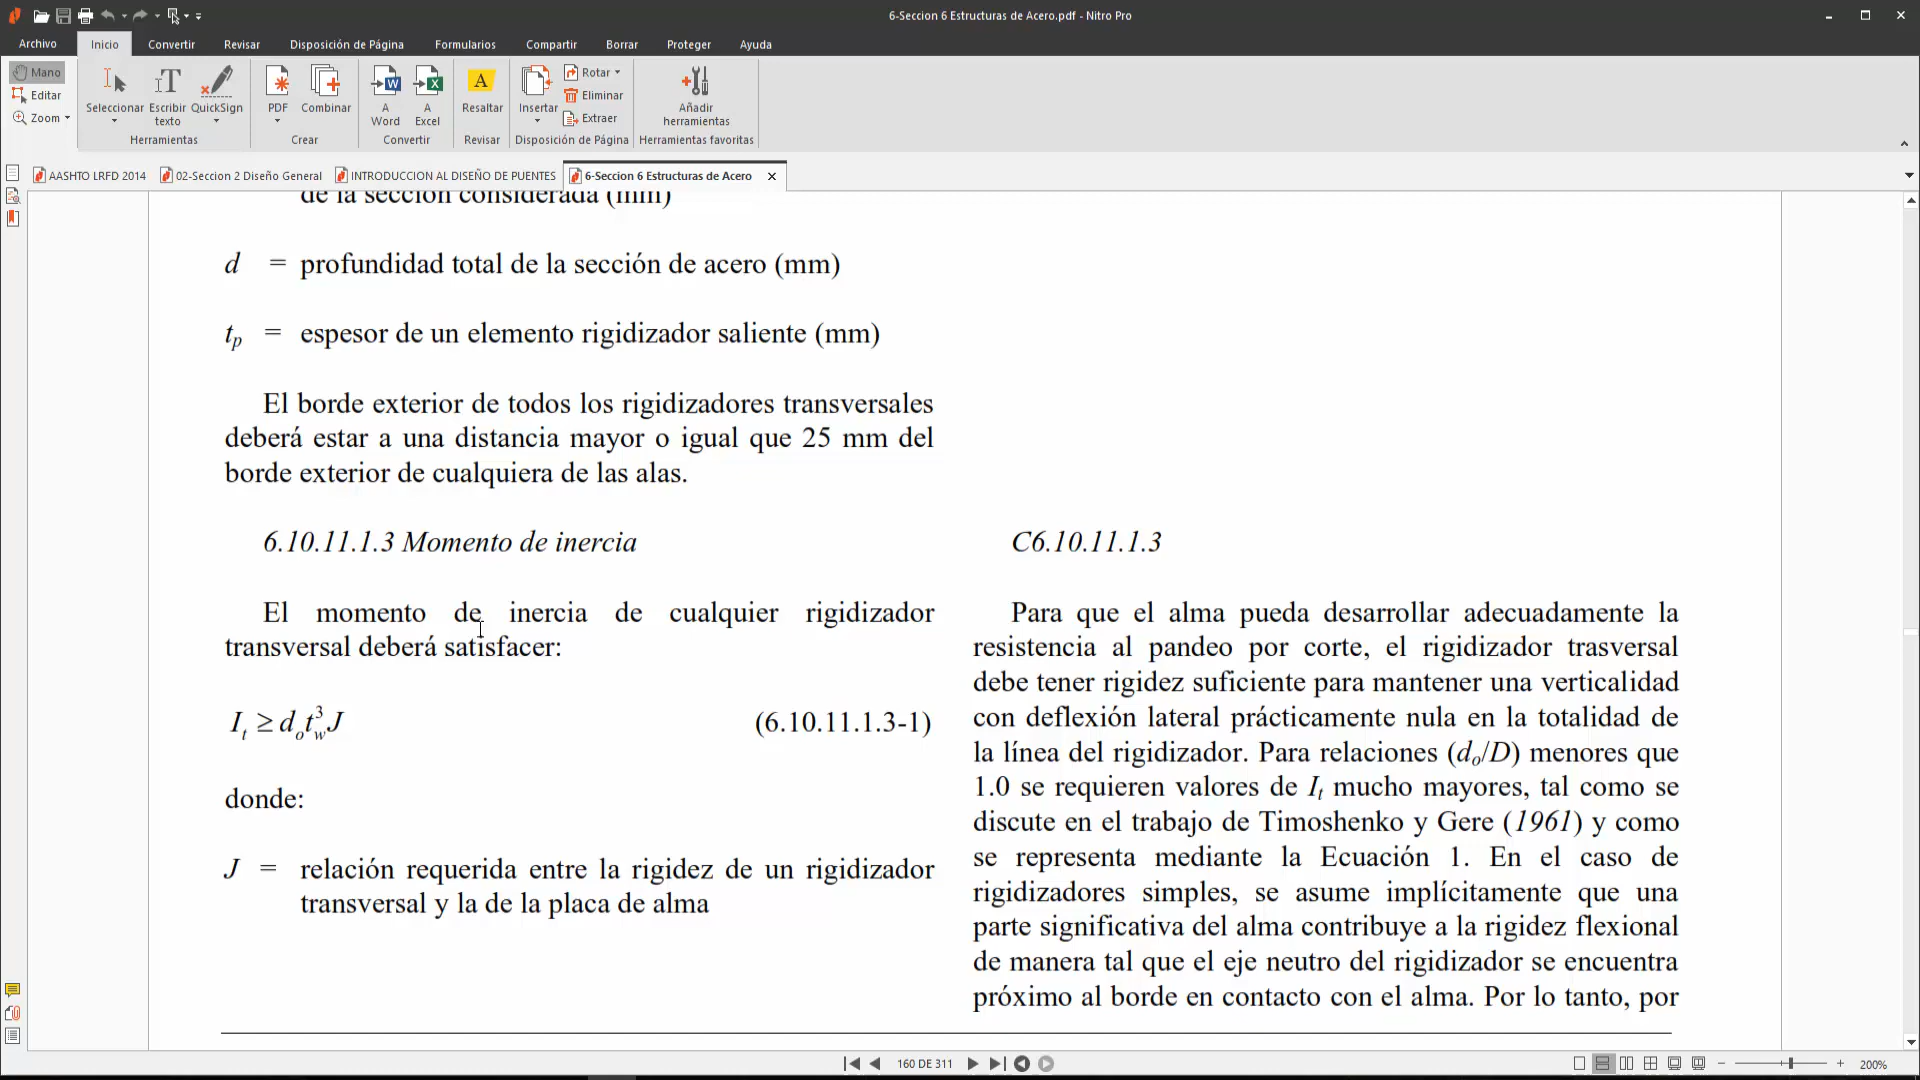 6-Seccion 6 Estructuras de Acero.pdf - Nitro Pro
Archivo Inicio Convertir Revisar Disposición de Página Formularios Compartir Borrar Proteger Ayuda
Mano
Editar
Zoom
Seleccionar
Escribir texto
QuickSign
Herramientas
PDF
Combinar
Crear
A Word
A Excel
Convertir
Resaltar
Revisar
Insertar
Rotar
Eliminar
Extraer
Disposición de Página
Añadir herramientas
Herramientas favoritas
AASHTO LRFD 2014 02-Seccion 2 Diseño General INTRODUCCION AL DISEÑO DE PUENTES 6-Seccion 6 Estructuras de Acero
de la sección considerada (mm)
d = profundidad total de la sección de acero (mm)
tp = espesor de un elemento rigidizador saliente (mm)
El borde exterior de todos los rigidizadores transversales
deberá estar a una distancia mayor o igual que 25 mm del
borde exterior de cualquiera de las alas.
6.10.11.1.3 Momento de inercia
El momento de inercia de cualquier rigidizador
transversal deberá satisfacer:
I_t ≥ d_o t_w^3 J (6.10.11.1.3-1)
donde:
J = relación requerida entre la rigidez de un rigidizador
transversal y la de la placa de alma
C6.10.11.1.3
Para que el alma pueda desarrollar adecuadamente la
resistencia al pandeo por corte, el rigidizador trasversal
debe tener rigidez suficiente para mantener una verticalidad
con deflexión lateral prácticamente nula en la totalidad de
la línea del rigidizador. Para relaciones (do/D) menores que
1.0 se requieren valores de It mucho mayores, tal como se
discute en el trabajo de Timoshenko y Gere (1961) y como
se representa mediante la Ecuación 1. En el caso de
rigidizadores simples, se asume implícitamente que una
parte significativa del alma contribuye a la rigidez flexional
de manera tal que el eje neutro del rigidizador se encuentra
próximo al borde en contacto con el alma. Por lo tanto, por
160 DE 311
200%